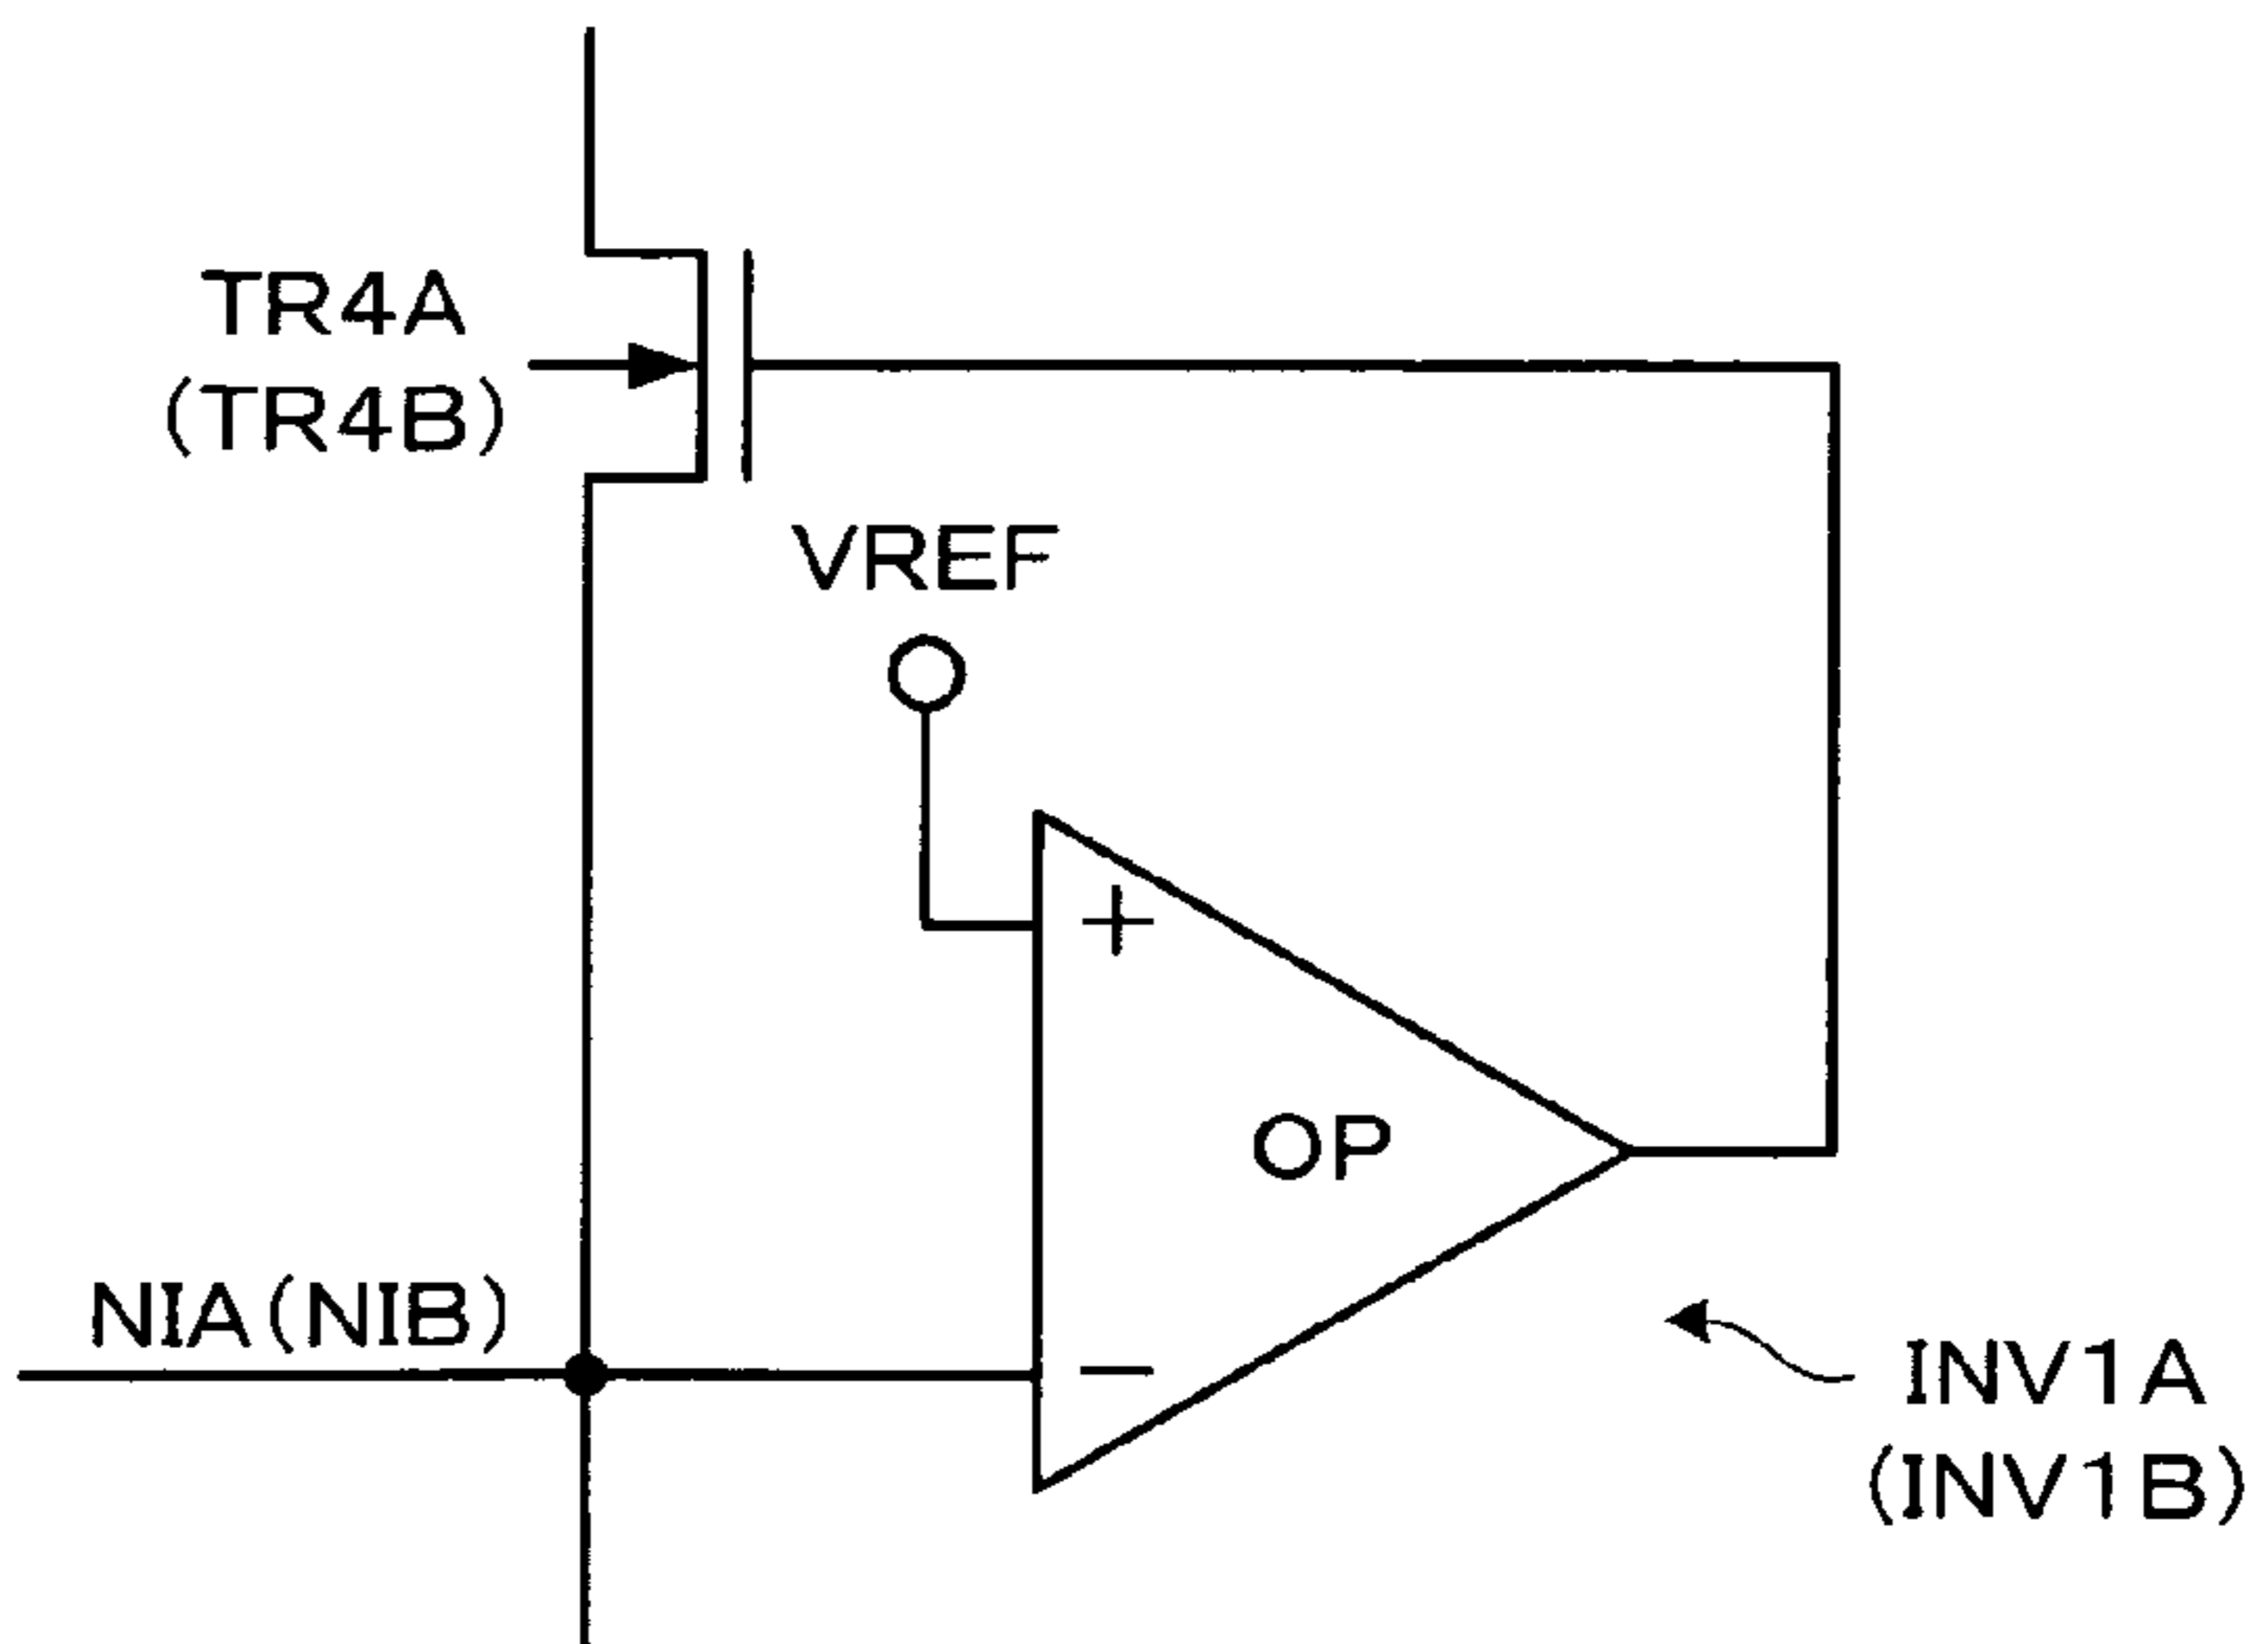 TR4A
(TR4B)
VREF
+
OP
NIA(NIB)
−
INV1A
(INV1B)